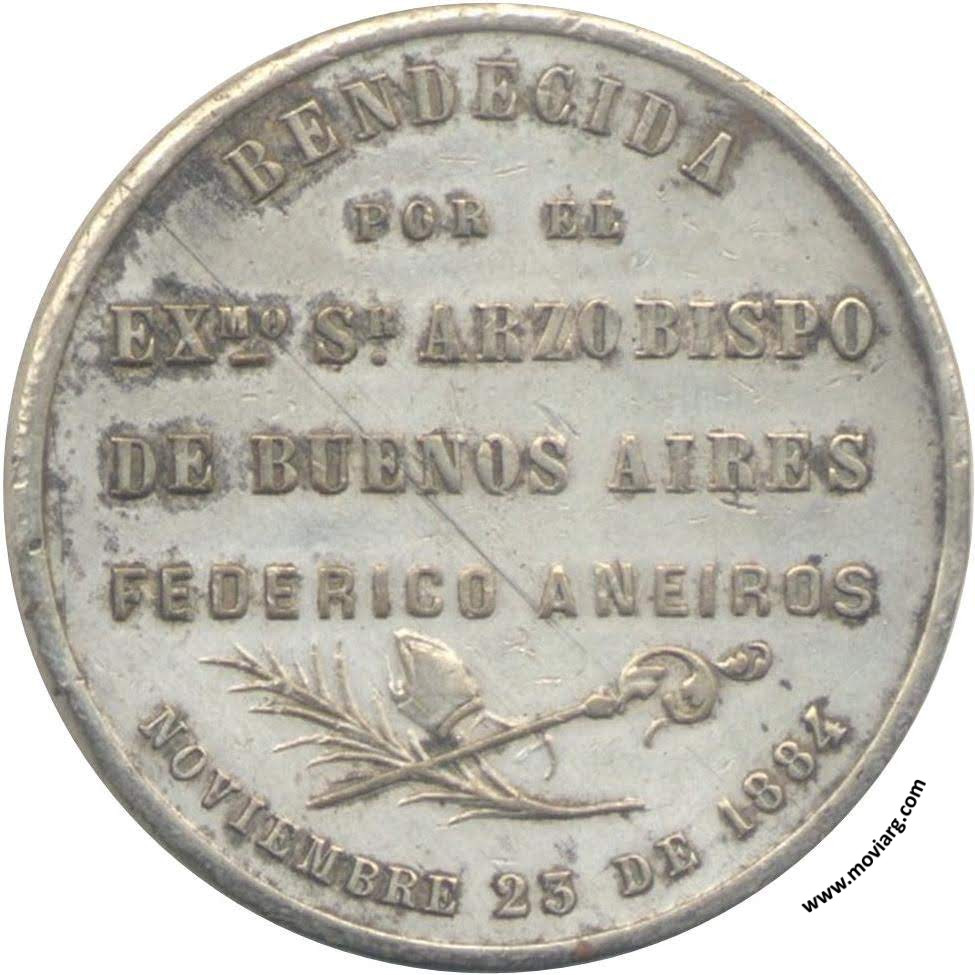 BENDECIDA
POR EL
EXMO SR. ARZOBISPO
DE BUENOS AIRES
FEDERICO ANEIROS
NOVIEMBRE 23 DE 1884
www.moviarg.com